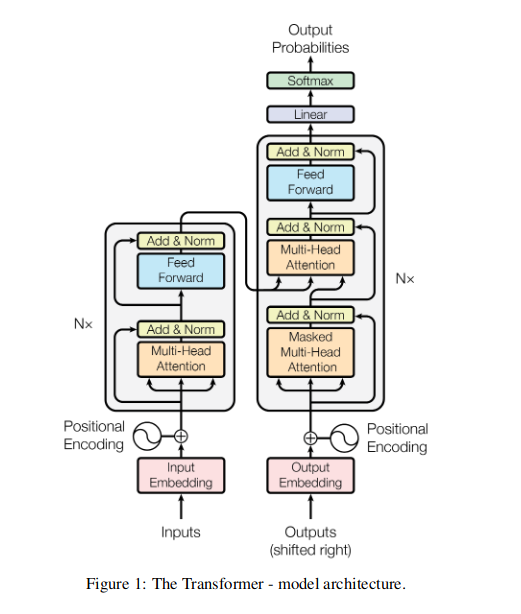 Output
Probabilities
Softmax
Linear
Add & Norm
Feed
Forward
Add & Norm
Multi-Head
Attention
Add & Norm
Masked
Multi-Head
Attention
Nx
Positional
Encoding
Output
Embedding
Outputs
(shifted right)
Add & Norm
Feed
Forward
Add & Norm
Multi-Head
Attention
Nx
Positional
Encoding
Input
Embedding
Inputs
Figure 1: The Transformer - model architecture.